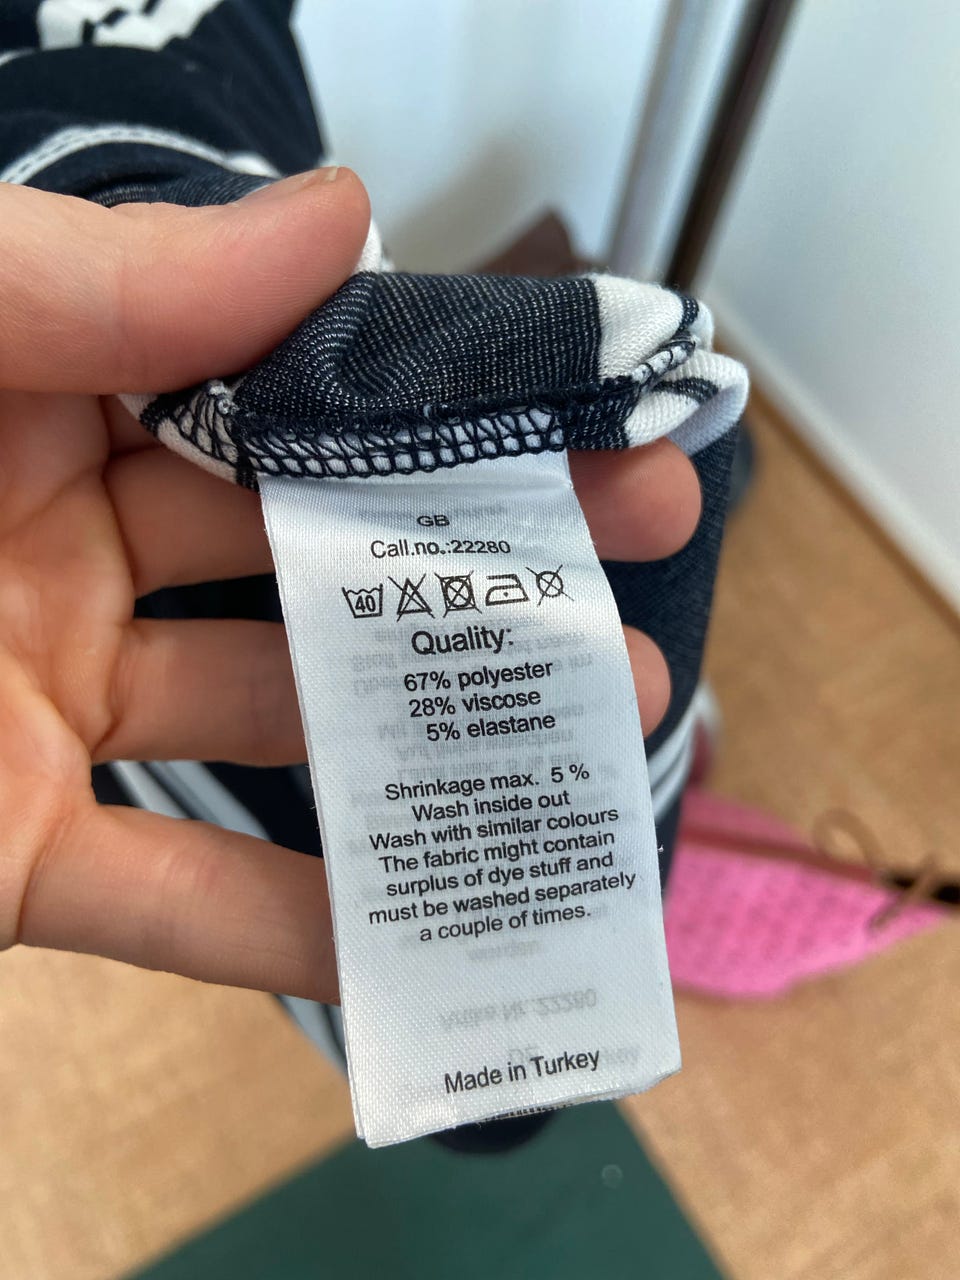 GB
Call.no.:22280
40
Quality:
67% polyester
28% viscose
5% elastane
Shrinkage max. 5 %
Wash inside out
Wash with similar colours
The fabric might contain
surplus of dye stuff and
must be washed separately
a couple of times.
Made in Turkey